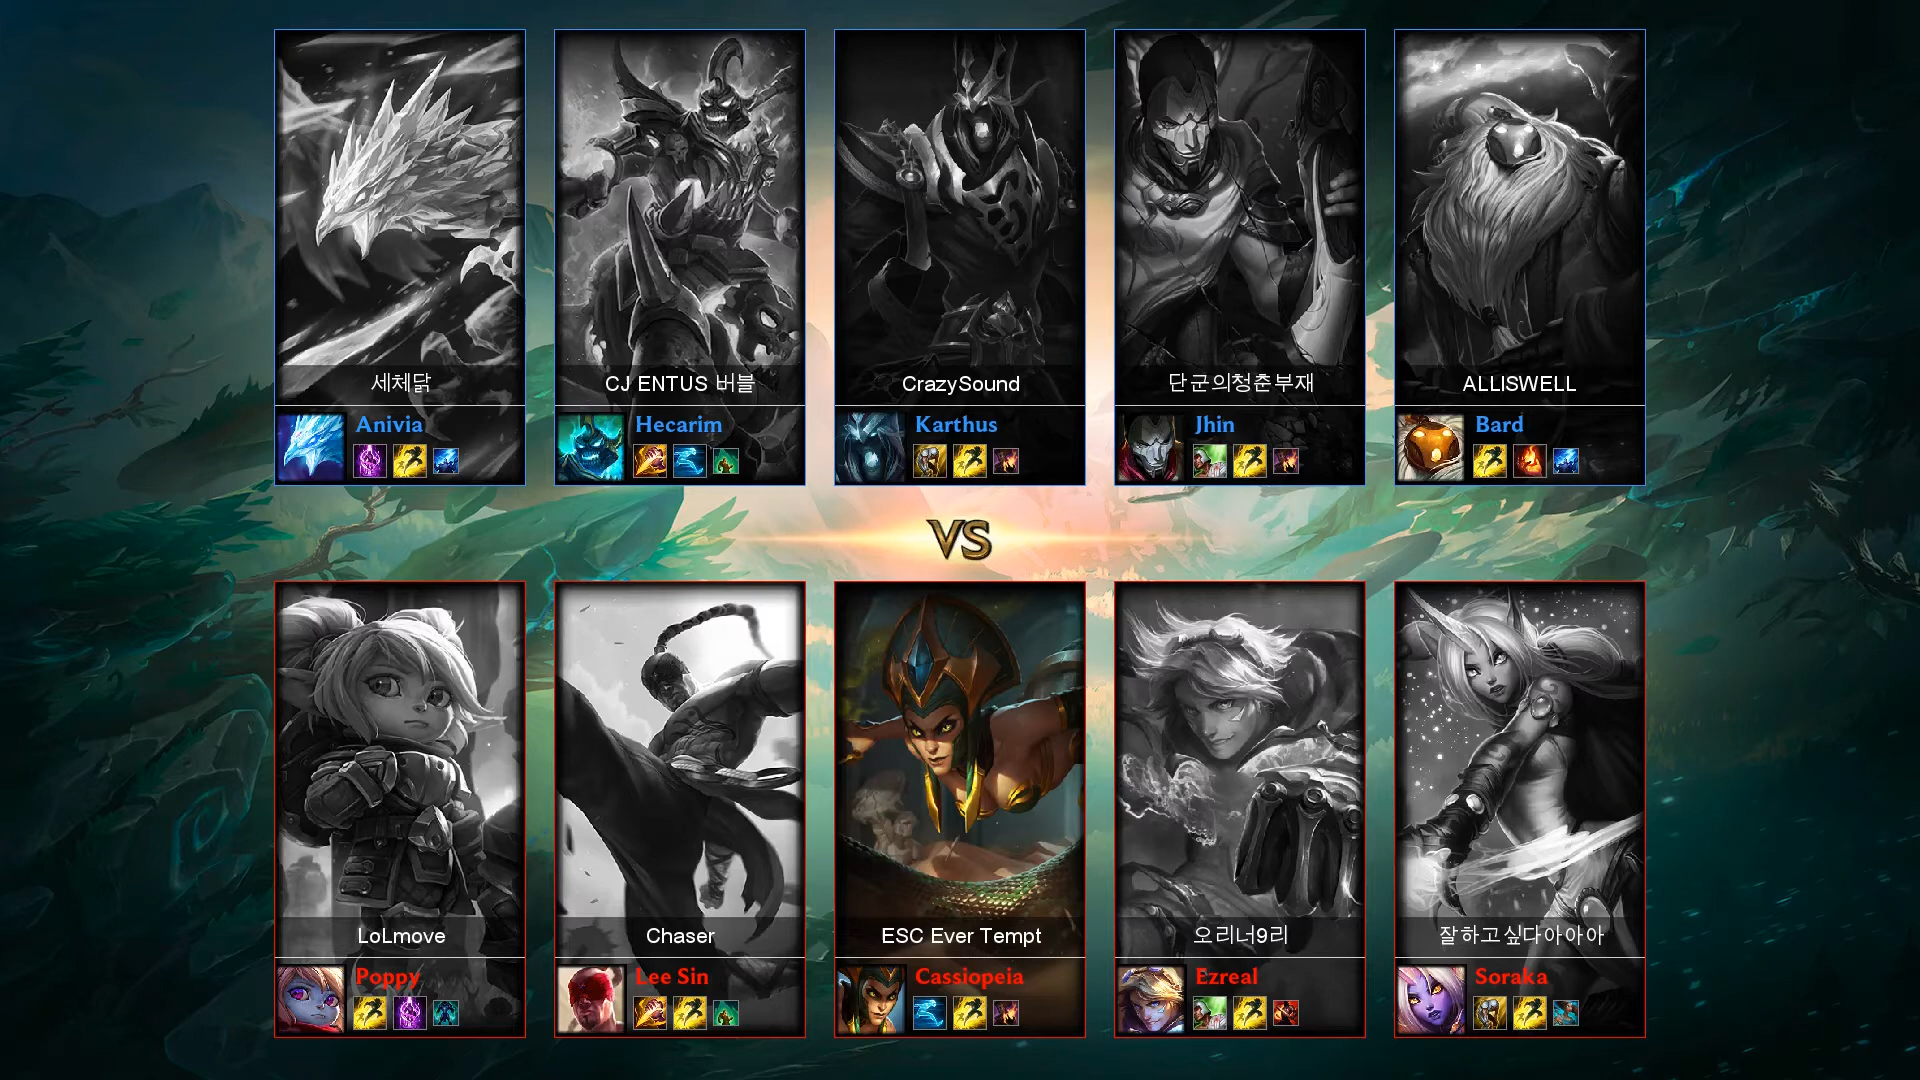 세체닭
Anivia
CJ ENTUS 버블
Hecarim
CrazySound
Karthus
단군의청춘부재
Jhin
ALLISWELL
Bard
VS
LoLmove
Poppy
Chaser
Lee Sin
ESC Ever Tempt
Cassiopeia
오리너9리
Ezreal
잘하고싶다아아아
Soraka